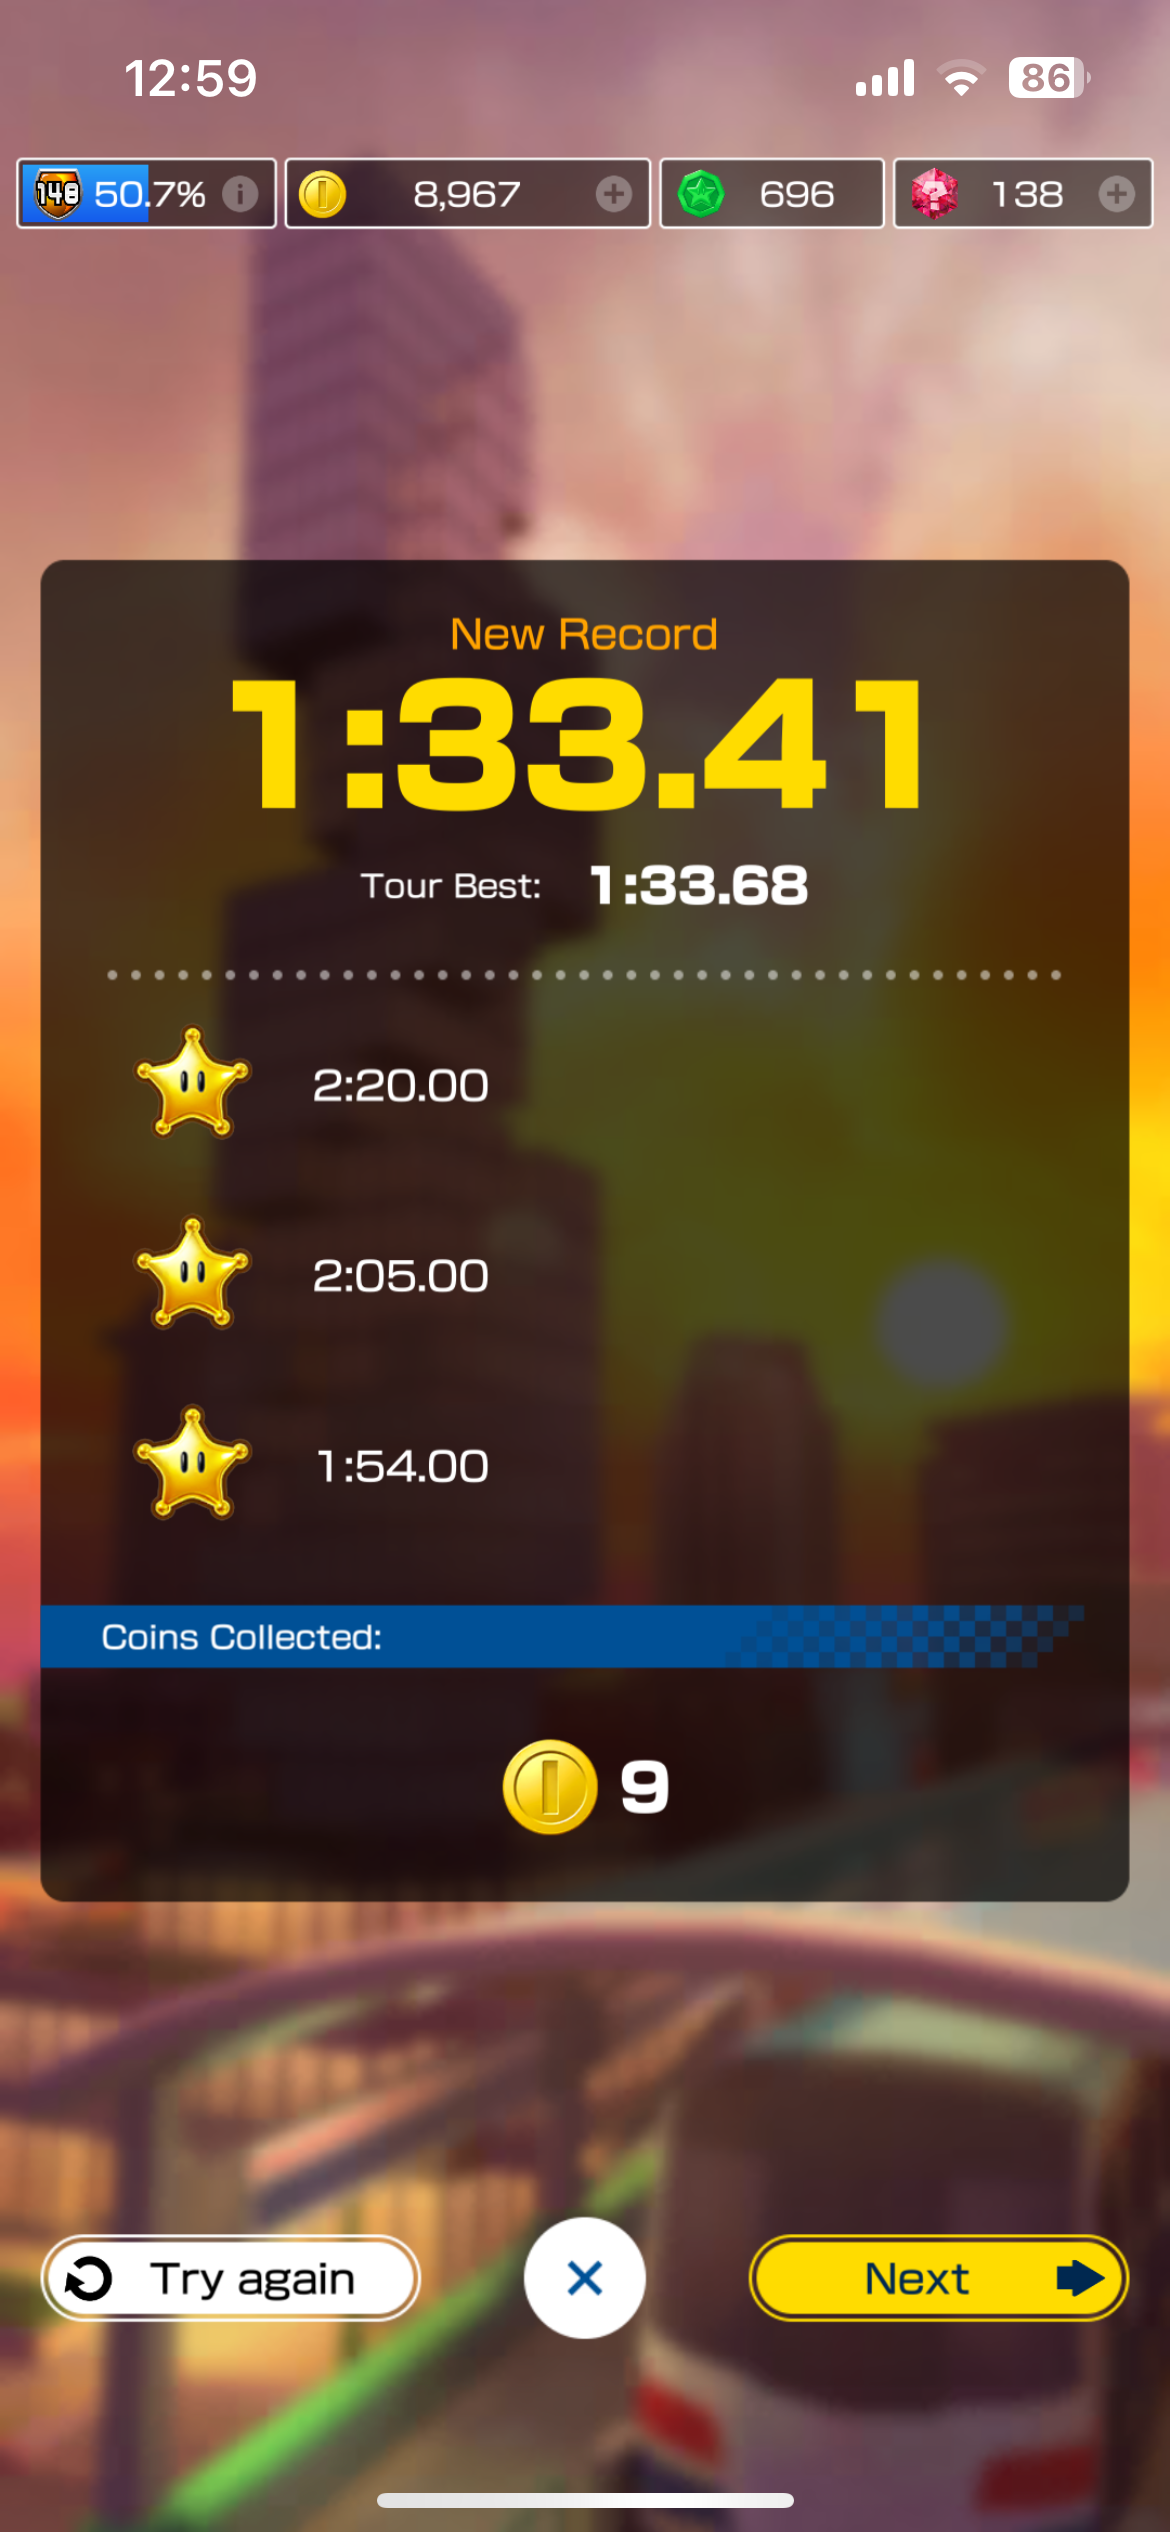 12:59
86
148 50.7% i
8,967 +
696
138 +
New Record
1:33.41
Tour Best: 1:33.68
2:20.00
2:05.00
1:54.00
Coins Collected:
9
Try again
×
Next